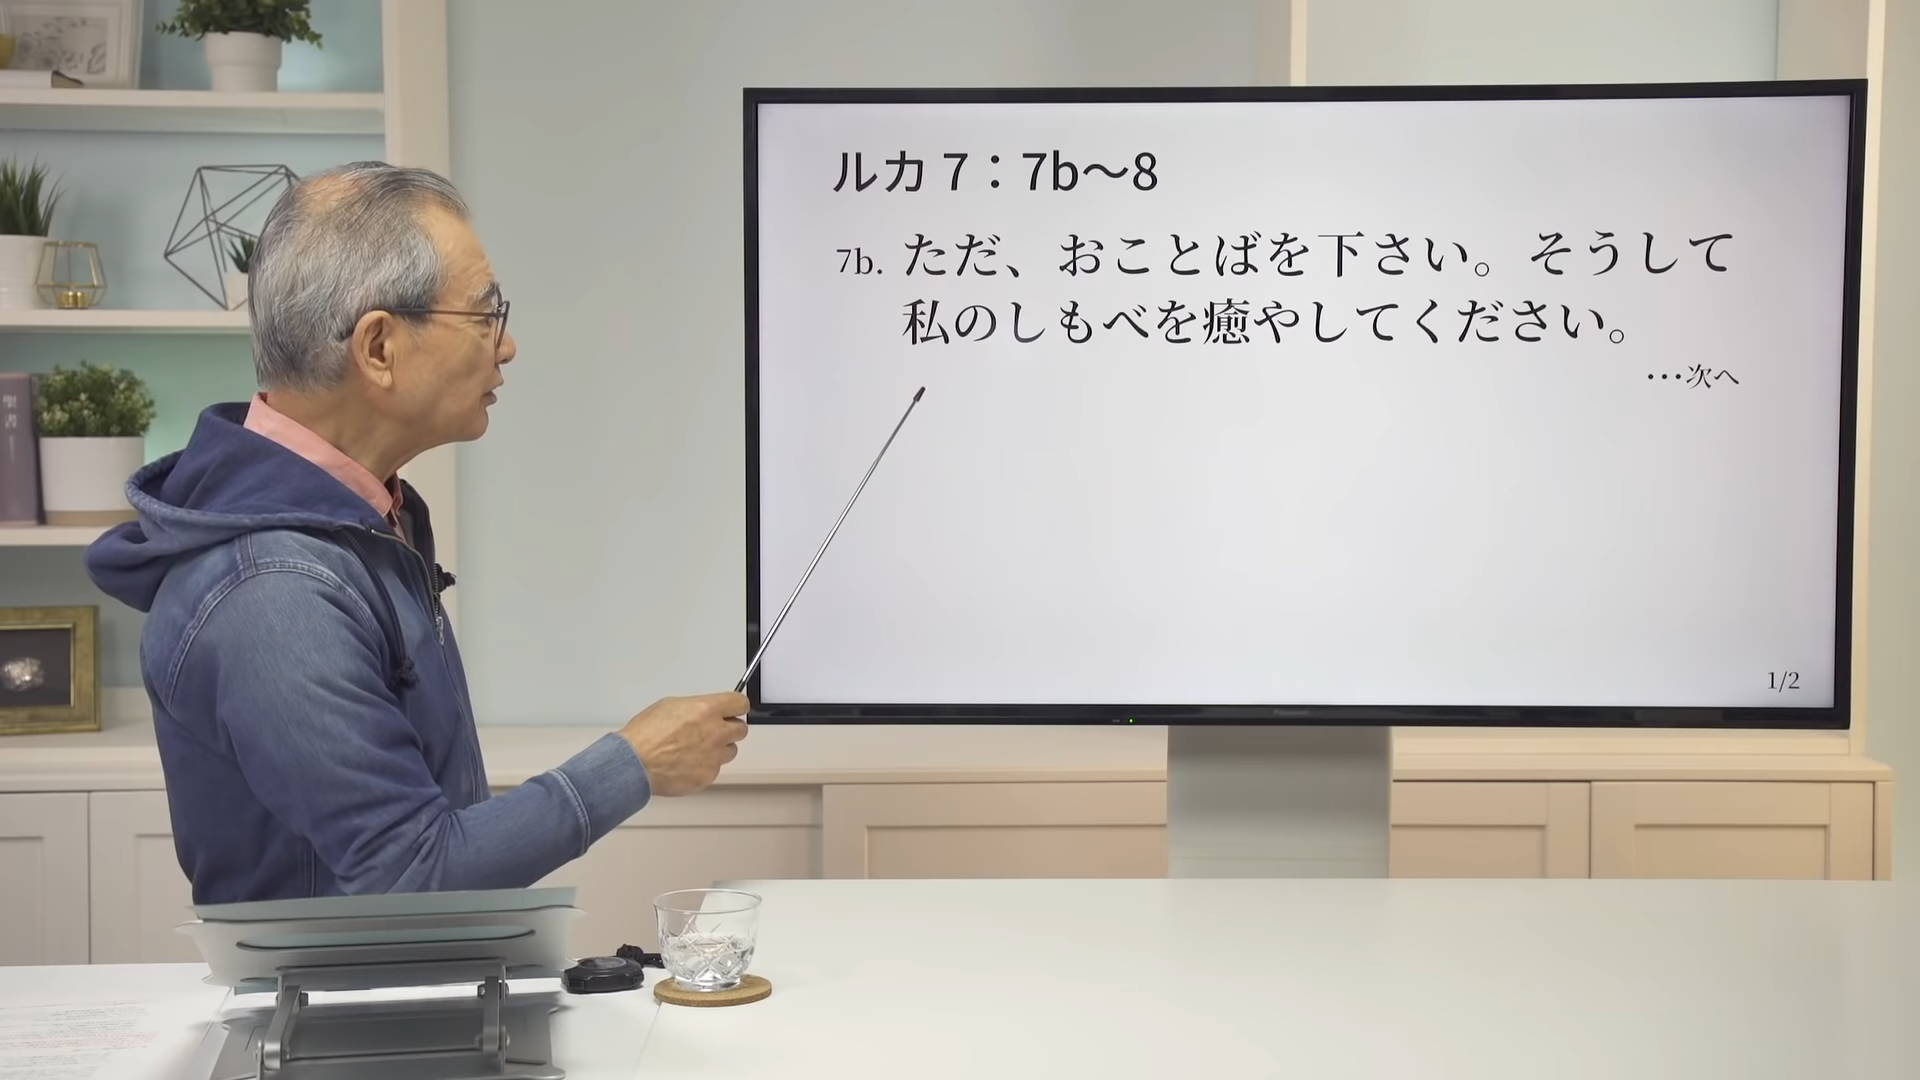 ルカ 7：7b〜8
7b. ただ、おことばを下さい。そうして
私のしもべを癒やしてください。
…次へ
1/2
聖書